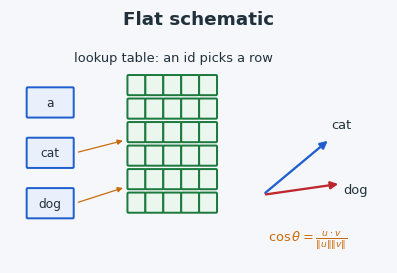 Flat schematic
lookup table: an id picks a row
a
cat
dog
cat
dog
cos θ = u · v / ‖u‖‖v‖